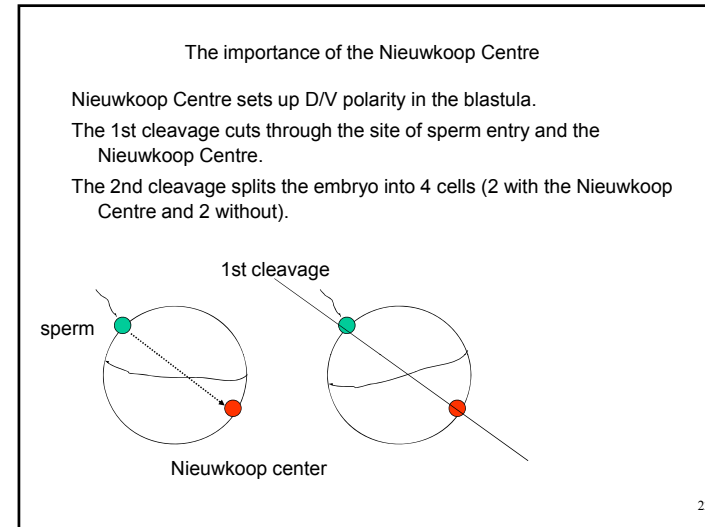 The importance of the Nieuwkoop Centre
Nieuwkoop Centre sets up D/V polarity in the blastula.
The 1st cleavage cuts through the site of sperm entry and the
Nieuwkoop Centre.
The 2nd cleavage splits the embryo into 4 cells (2 with the Nieuwkoop
Centre and 2 without).
1st cleavage
sperm
Nieuwkoop center
2